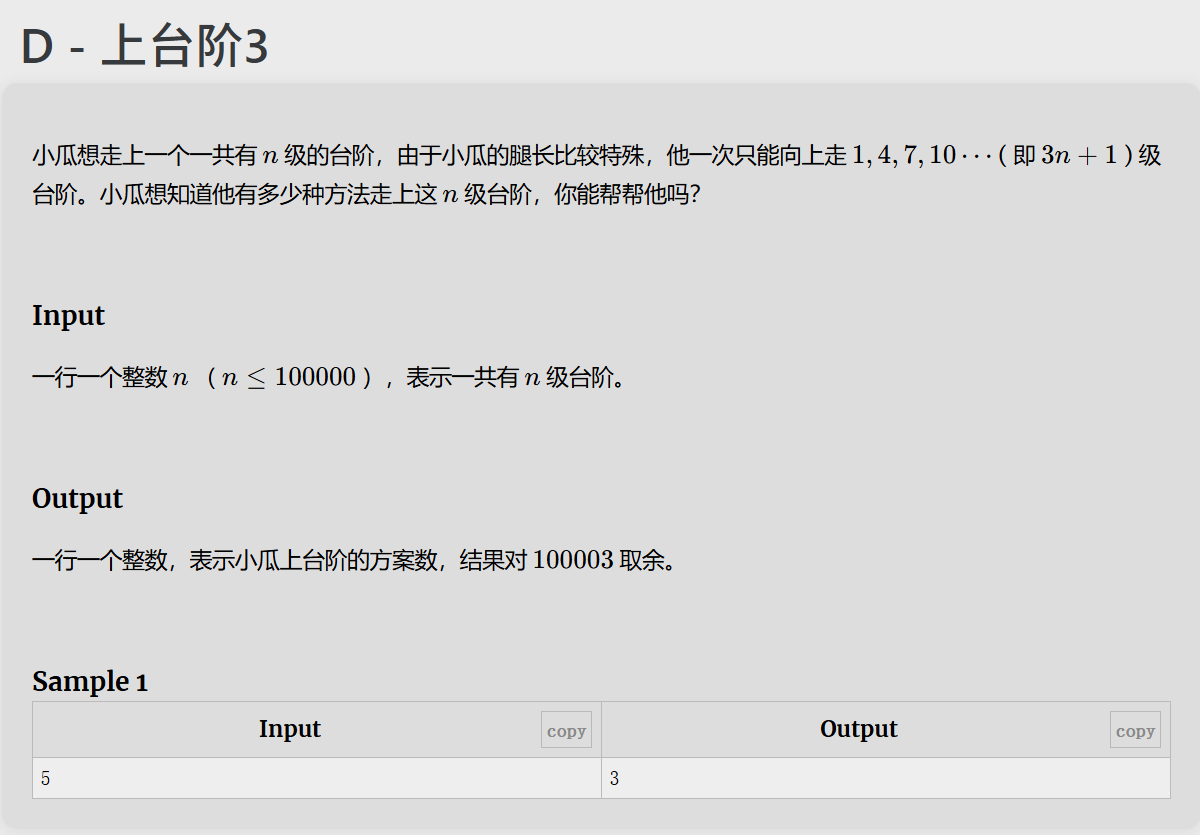 D - 上台阶3
小瓜想走上一个一共有 n 级的台阶，由于小瓜的腿长比较特殊，他一次只能向上走 1, 4, 7, 10 ⋯ ( 即 3n + 1 ) 级
台阶。小瓜想知道他有多少种方法走上这 n 级台阶，你能帮帮他吗？
Input
一行一个整数 n （ n ≤ 100000 ），表示一共有 n 级台阶。
Output
一行一个整数，表示小瓜上台阶的方案数，结果对 100003 取余。
Sample 1
Input copy Output copy
5 3